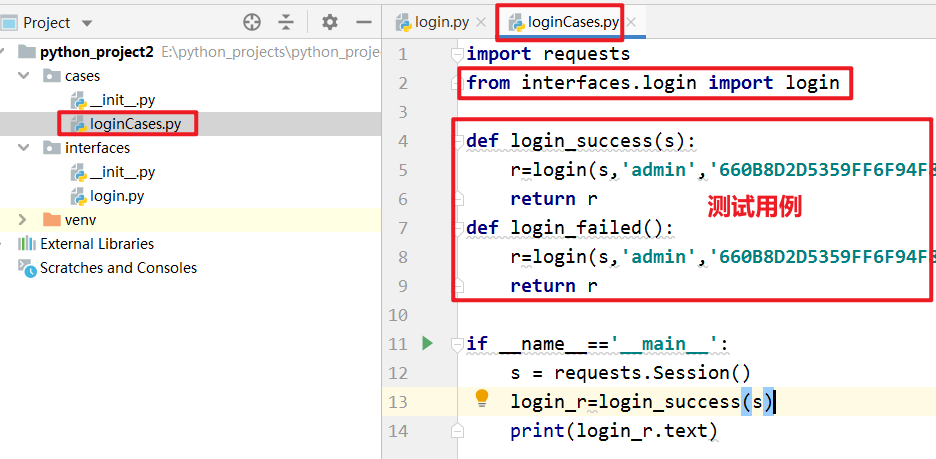 Project
python_project2 E:\python_projects\python_proj
cases
__init__.py
loginCases.py
interfaces
__init__.py
login.py
venv
External Libraries
Scratches and Consoles
login.py
loginCases.py
1 import requests
2 from interfaces.login import login
3
4 def login_success(s):
5 r=login(s,'admin','660B8D2D5359FF6F94F8
6 return r
7 def login_failed():
8 r=login(s,'admin','660B8D2D5359FF6F94F8
9 return r
10
11 if __name__=='__main__':
12 s = requests.Session()
13 login_r=login_success(s)
14 print(login_r.text)
测试用例